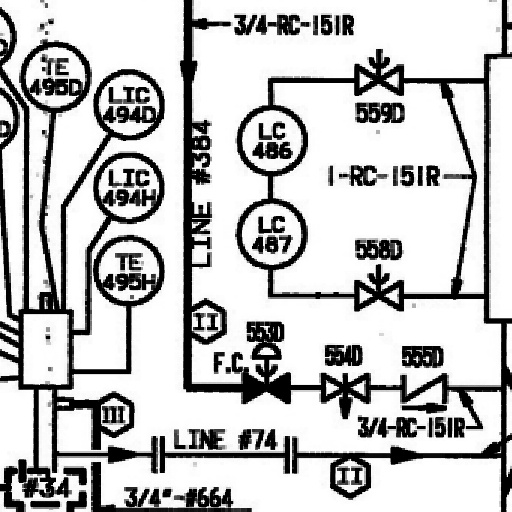 3/4-RC-151R
TE
495D
LIC
494D
LC
486
559D
LINE #384
LIC
494H
1-RC-151R
LC
487
TE
495H
558D
II
553D
F.C.
554D
555D
III
3/4-RC-151R
LINE #74
II
#34
3/4"-#664